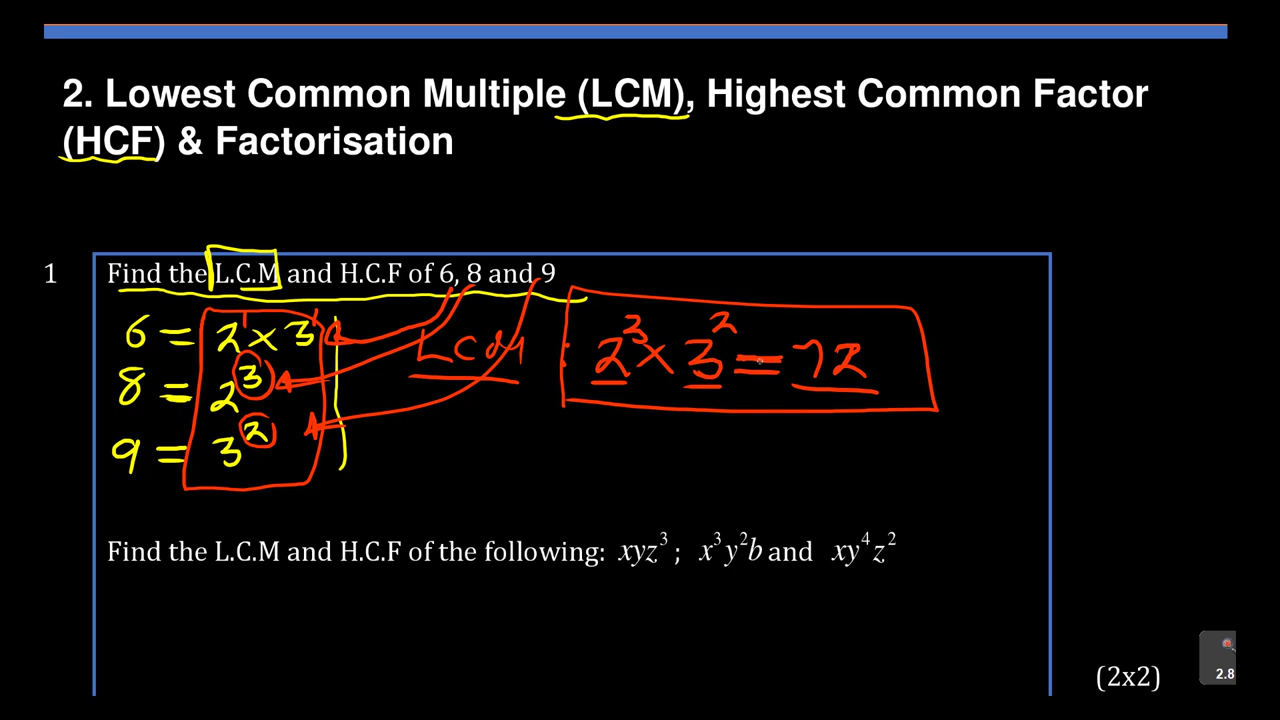 2. Lowest Common Multiple (LCM), Highest Common Factor
(HCF) & Factorisation
1 Find the L.C.M and H.C.F of 6, 8 and 9
6 = 2¹ × 3¹
8 = 2³
9 = 3²
LCM
2³ × 3² = 72
Find the L.C.M and H.C.F of the following: xyz³ ; x³y²b and xy⁴z²
(2x2)
2.8